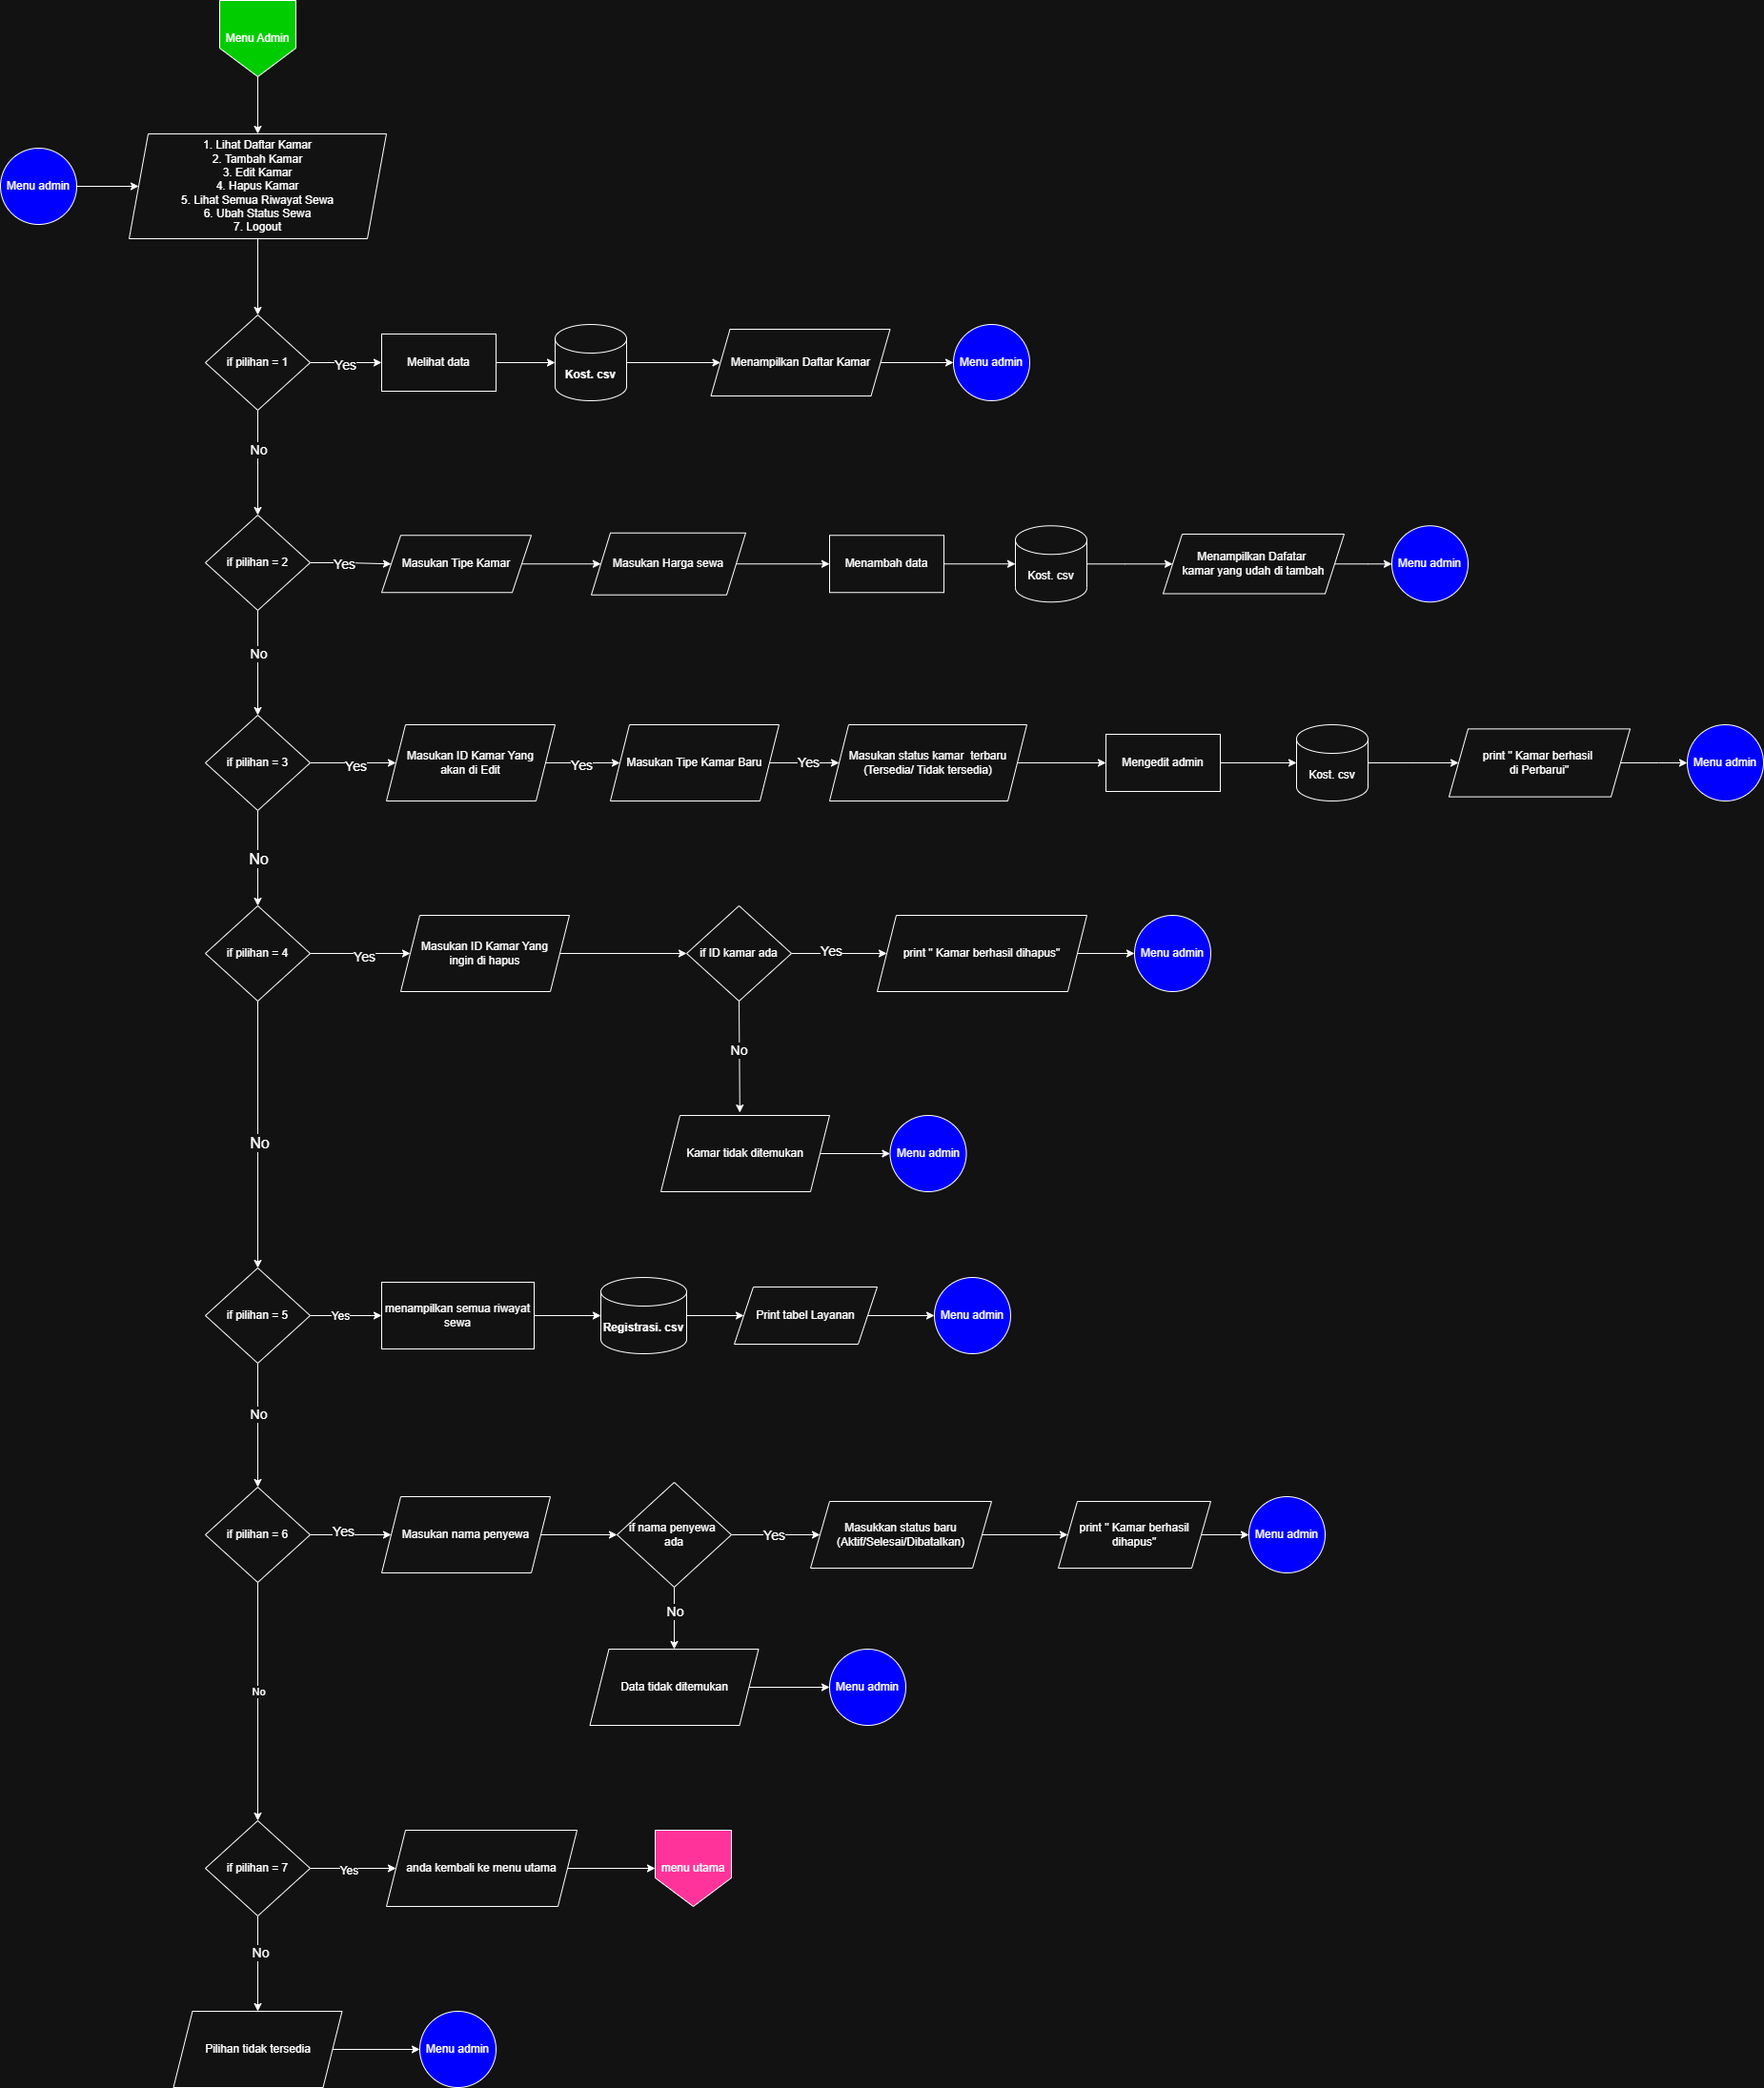 Menu Admin
Menu admin
1. Lihat Daftar Kamar
2. Tambah Kamar
3. Edit Kamar
4. Hapus Kamar
5. Lihat Semua Riwayat Sewa
6. Ubah Status Sewa
7. Logout
if pilihan = 1
Yes
Melihat data
Kost. csv
Menampilkan Daftar Kamar
Menu admin
No
if pilihan = 2
Yes
Masukan Tipe Kamar
Masukan Harga sewa
Menambah data
Kost. csv
Menampilkan Dafatar
kamar yang udah di tambah
Menu admin
No
if pilihan = 3
Yes
Masukan ID Kamar Yang
akan di Edit
Yes
Masukan Tipe Kamar Baru
Yes
Masukan status kamar  terbaru
(Tersedia/ Tidak tersedia)
Mengedit admin
Kost. csv
print " Kamar berhasil
di Perbarui"
Menu admin
No
if pilihan = 4
Yes
Masukan ID Kamar Yang
ingin di hapus
if ID kamar ada
Yes
print " Kamar berhasil dihapus"
Menu admin
No
Kamar tidak ditemukan
Menu admin
No
if pilihan = 5
Yes
menampilkan semua riwayat
sewa
Registrasi. csv
Print tabel Layanan
Menu admin
No
if pilihan = 6
Yes
Masukan nama penyewa
if nama penyewa
ada
Yes
Masukkan status baru
(Aktif/Selesai/Dibatalkan)
print " Kamar berhasil
dihapus"
Menu admin
No
Data tidak ditemukan
Menu admin
No
if pilihan = 7
Yes
anda kembali ke menu utama
menu utama
No
Pilihan tidak tersedia
Menu admin